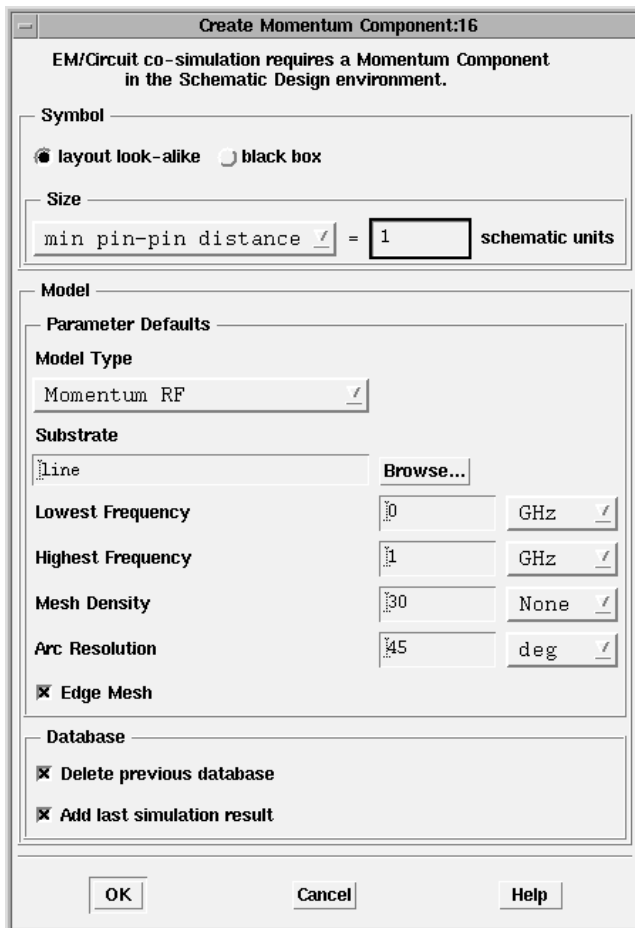 Create Momentum Component:16
EM/Circuit co-simulation requires a Momentum Component
in the Schematic Design environment.
Symbol
layout look-alike black box
Size
min pin-pin distance = 1 schematic units
Model
Parameter Defaults
Model Type
Momentum RF
Substrate
line Browse...
Lowest Frequency 0 GHz
Highest Frequency 1 GHz
Mesh Density 30 None
Arc Resolution 45 deg
Edge Mesh
Database
Delete previous database
Add last simulation result
OK Cancel Help